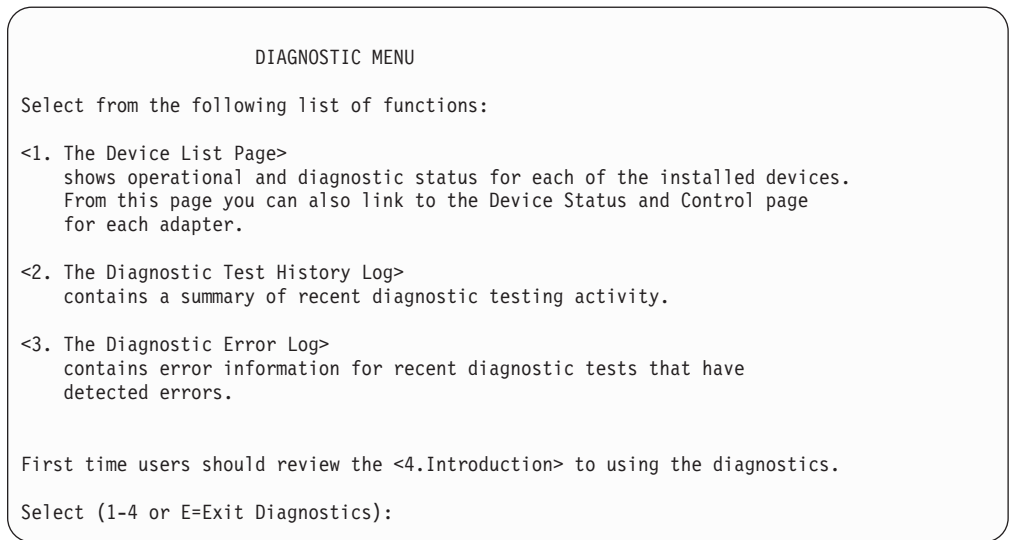 DIAGNOSTIC MENU
Select from the following list of functions:
<1. The Device List Page>
shows operational and diagnostic status for each of the installed devices.
From this page you can also link to the Device Status and Control page
for each adapter.
<2. The Diagnostic Test History Log>
contains a summary of recent diagnostic testing activity.
<3. The Diagnostic Error Log>
contains error information for recent diagnostic tests that have
detected errors.
First time users should review the <4.Introduction> to using the diagnostics.
Select (1-4 or E=Exit Diagnostics):